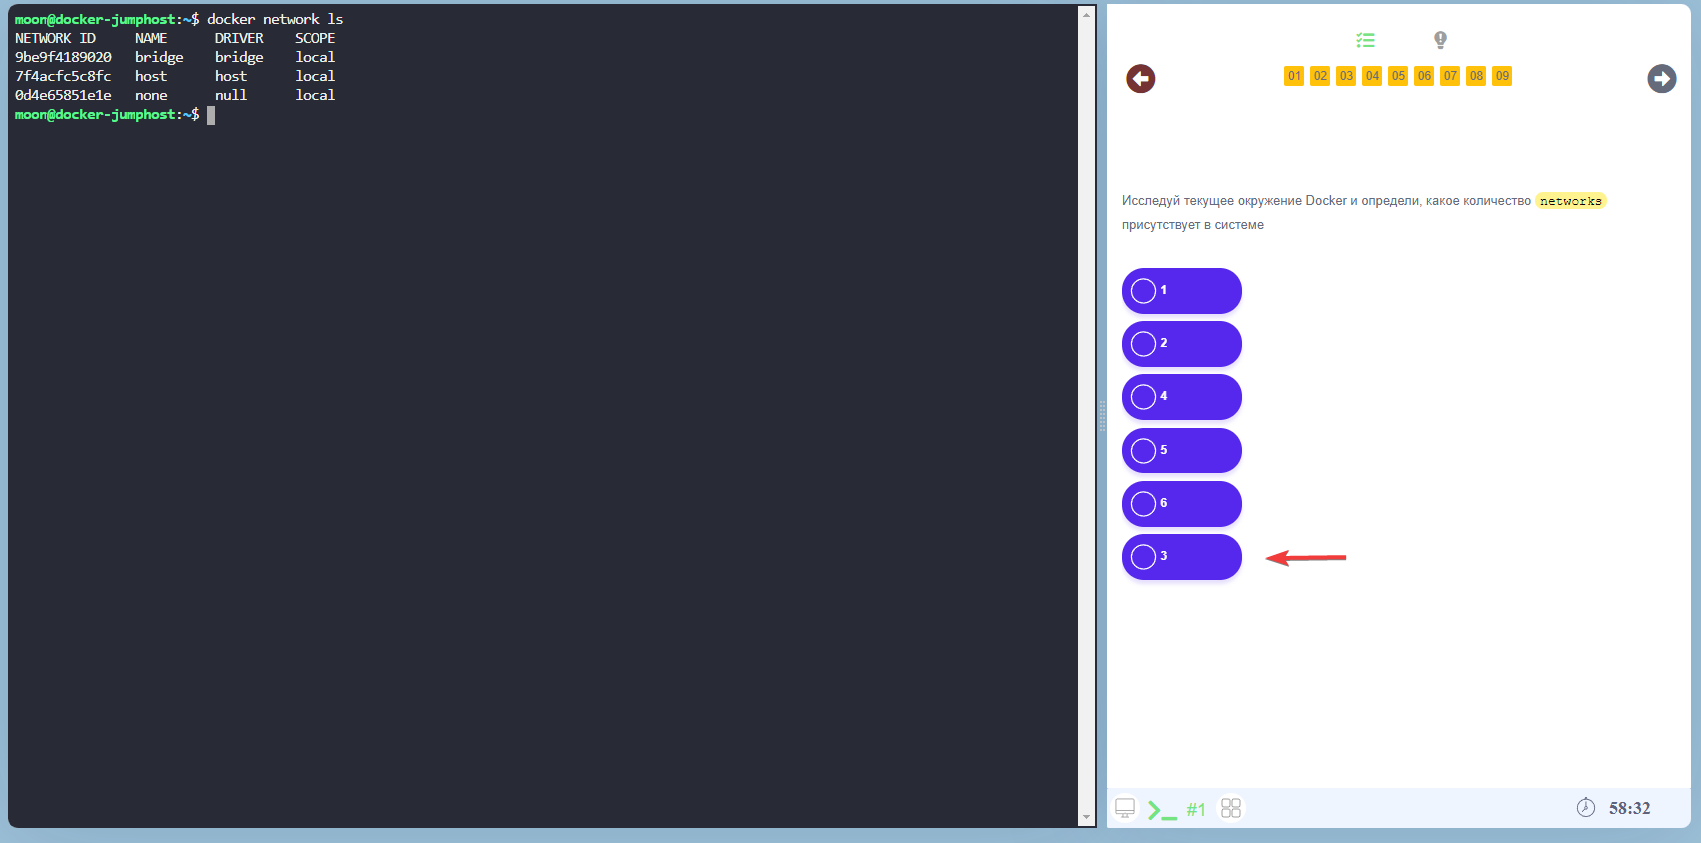 moon@docker-jumphost:~$ docker network ls
NETWORK ID NAME DRIVER SCOPE
9be9f4189020 bridge bridge local
7f4acfc5c8fc host host local
0d4e65851e1e none null local
moon@docker-jumphost:~$
01 02 03 04 05 06 07 08 09
Исследуй текущее окружение Docker и определи, какое количество networks
присутствует в системе
1
2
4
5
6
3
#1
58:32